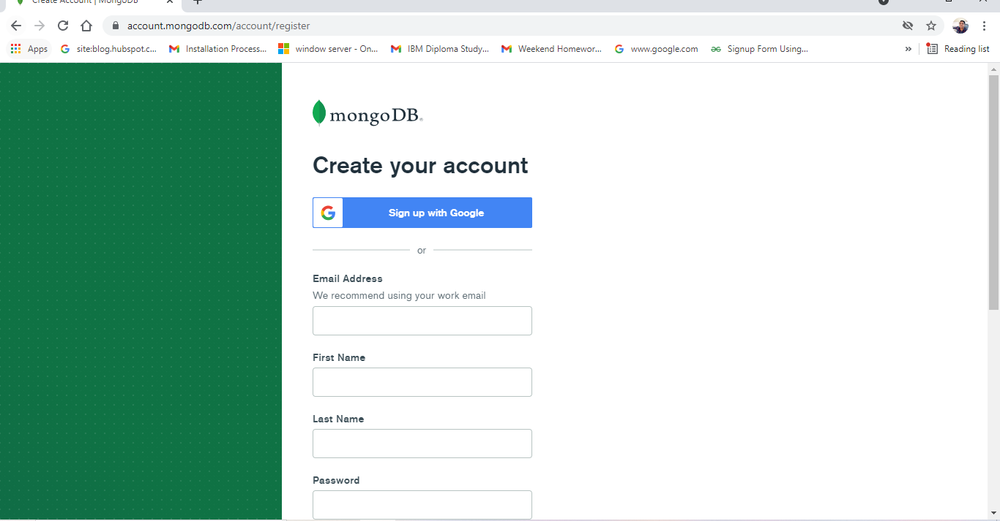 Create Account | MongoDB
account.mongodb.com/account/register
Apps site:blog.hubspot.c... Installation Process... window server - On... IBM Diploma Study... Weekend Homewor... www.google.com Signup Form Using... » Reading list
mongoDB®
Create your account
Sign up with Google
or
Email Address
We recommend using your work email
First Name
Last Name
Password